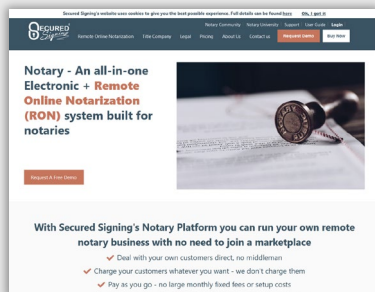 Secured Signing's website uses cookies to give you the best possible experience. Full details can be found here OK, I got it
Notary Community Notary University Support User Guide Login
SECURED Signing Remote Online Notarization Title Company Legal Pricing About Us Contact us Request Demo Buy Now
Notary - An all-in-one
Electronic + Remote
Online Notarization
(RON) system built for
notaries
Request A Free Demo
With Secured Signing's Notary Platform you can run your own remote
notary business with no need to join a marketplace
Deal with your own customers direct, no middleman
Charge your customers whatever you want - we don't charge them
Pay as you go - no large monthly fixed fees or setup costs